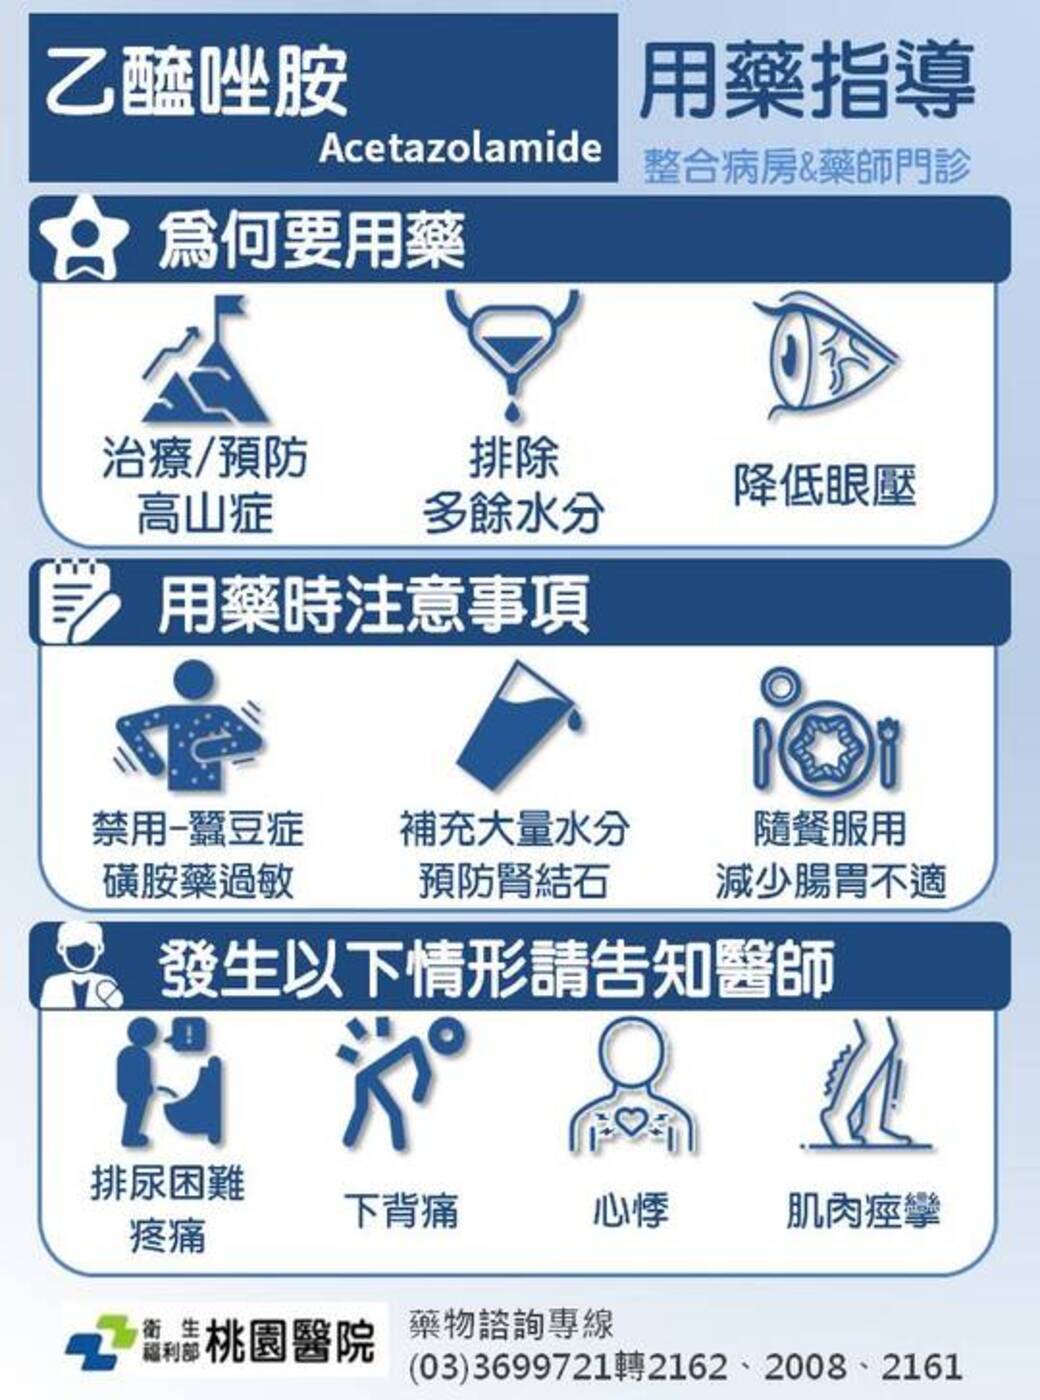 乙醯唑胺
Acetazolamide
用藥指導
整合病房&藥師門診
為何要用藥
治療/預防
高山症
排除
多餘水分
降低眼壓
用藥時注意事項
禁用-蠶豆症
磺胺藥過敏
補充大量水分
預防腎結石
隨餐服用
減少腸胃不適
發生以下情形請告知醫師
排尿困難
疼痛
下背痛
心悸
肌肉痙攣
衛生
福利部
桃園醫院
藥物諮詢專線
(03)3699721轉2162、2008、2161